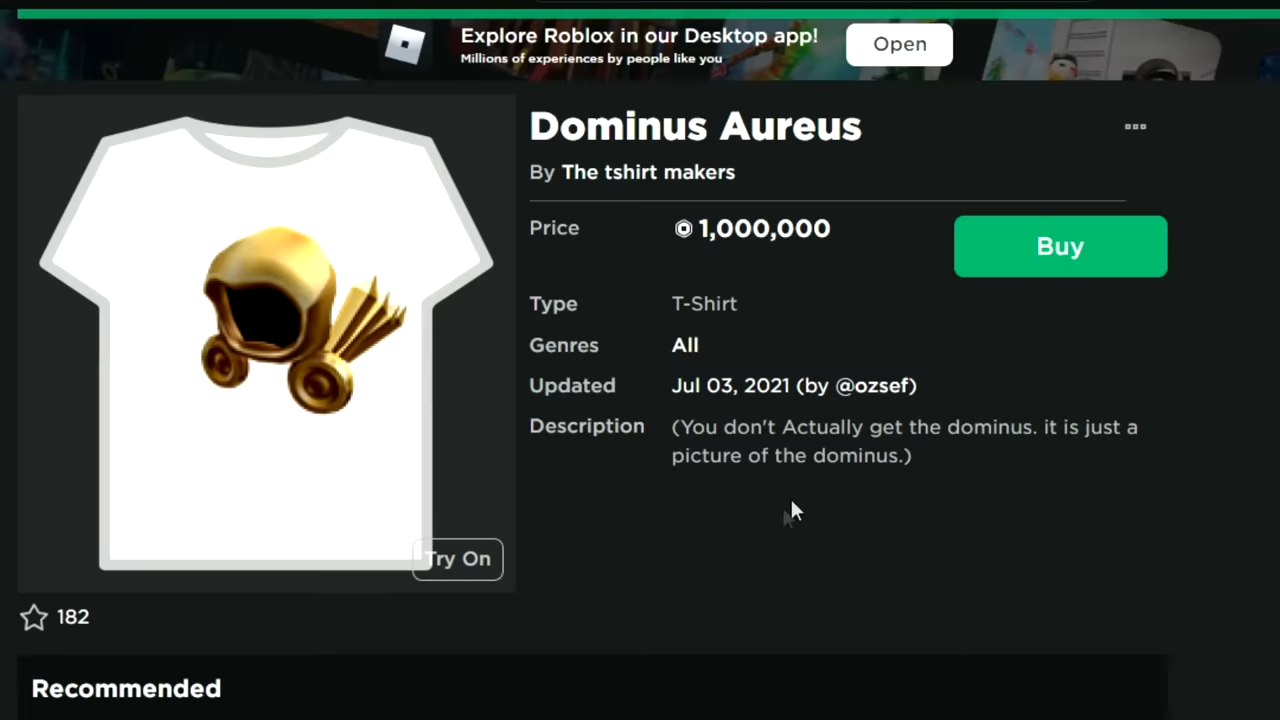 Explore Roblox in our Desktop app!
Millions of experiences by people like you
Open
Dominus Aureus
By The tshirt makers
Price
1,000,000
Buy
Type
T-Shirt
Genres
All
Updated
Jul 03, 2021 (by @ozsef)
Description
(You don't Actually get the dominus. it is just a
picture of the dominus.)
Try On
182
Recommended